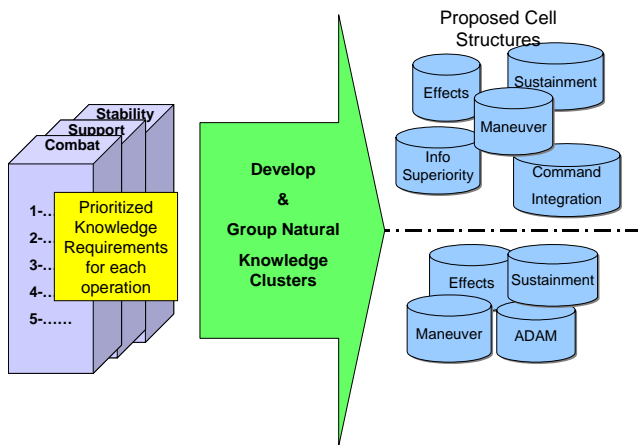 Proposed Cell
Structures
Effects
Sustainment
Maneuver
Info
Superiority
Command
Integration
Stability
Support
Combat
1-...
2-...
3-...
4-...
5-......
Prioritized
Knowledge
Requirements
for each
operation
Develop
&
Group Natural
Knowledge
Clusters
Effects
Sustainment
Maneuver
ADAM